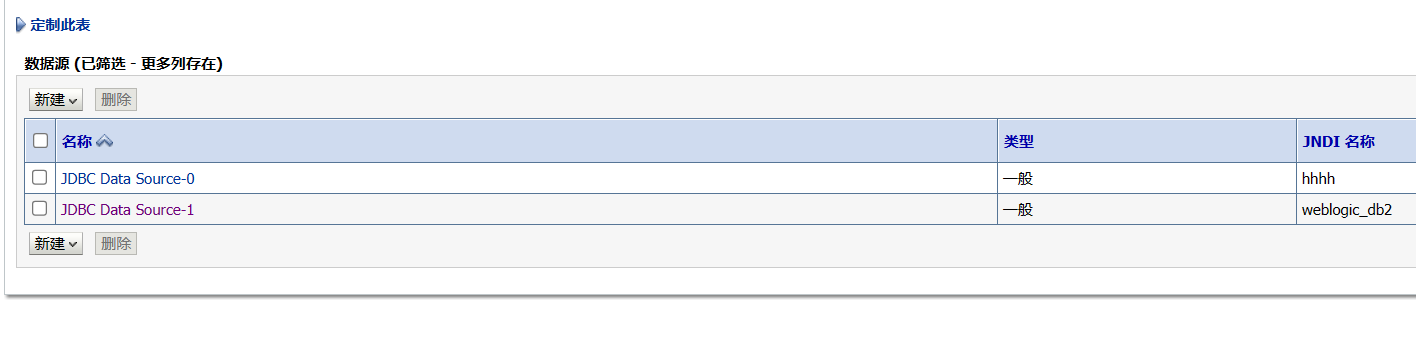 定制此表
数据源 (已筛选 - 更多列存在)
新建 删除
名称 类型 JNDI 名称
JDBC Data Source-0 一般 hhhh
JDBC Data Source-1 一般 weblogic_db2
新建 删除